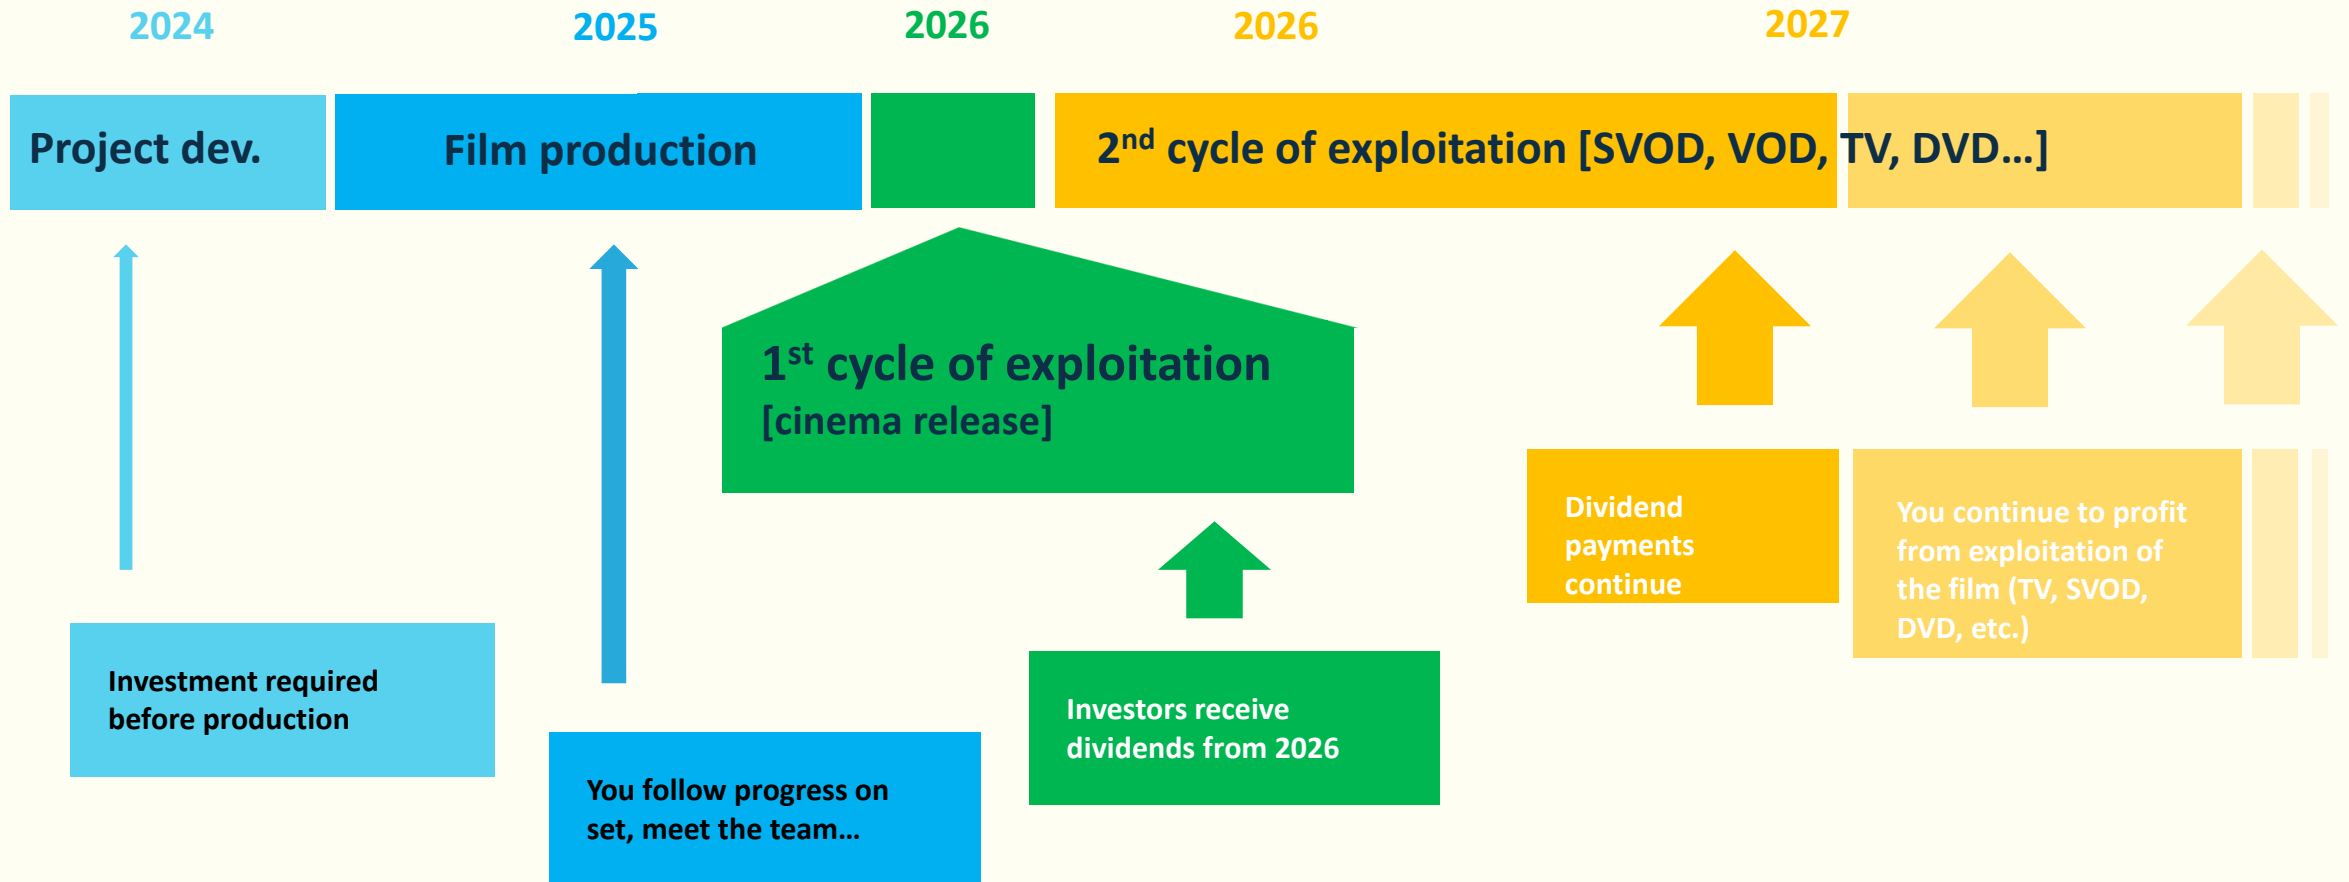 2024
2025
2026
2026
2027
Project dev.
Film production
2nd cycle of exploitation [SVOD, VOD, TV, DVD…]
1st cycle of exploitation
[cinema release]
Dividend
payments
continue
You continue to profit
from exploitation of
the film (TV, SVOD,
DVD, etc.)
Investment required
before production
Investors receive
dividends from 2026
You follow progress on
set, meet the team…